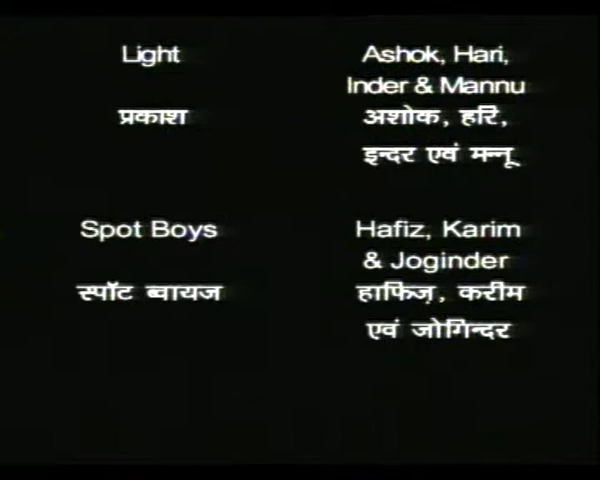 Light
Ashok, Hari,
Inder & Mannu
प्रकाश
अशोक, हरि,
इन्दर एवं मन्नू
Spot Boys
Hafiz, Karim
& Joginder
स्पॉट ब्वायज
हाफिज़, करीम
एवं जोगिन्दर